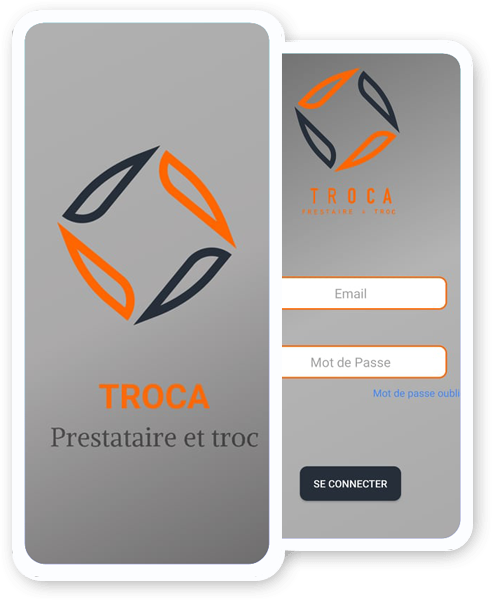 TROCA
Prestataire et troc
TROCA
PRESTATAIRE & TROC
Email
Mot de Passe
Mot de passe oubli
SE CONNECTER